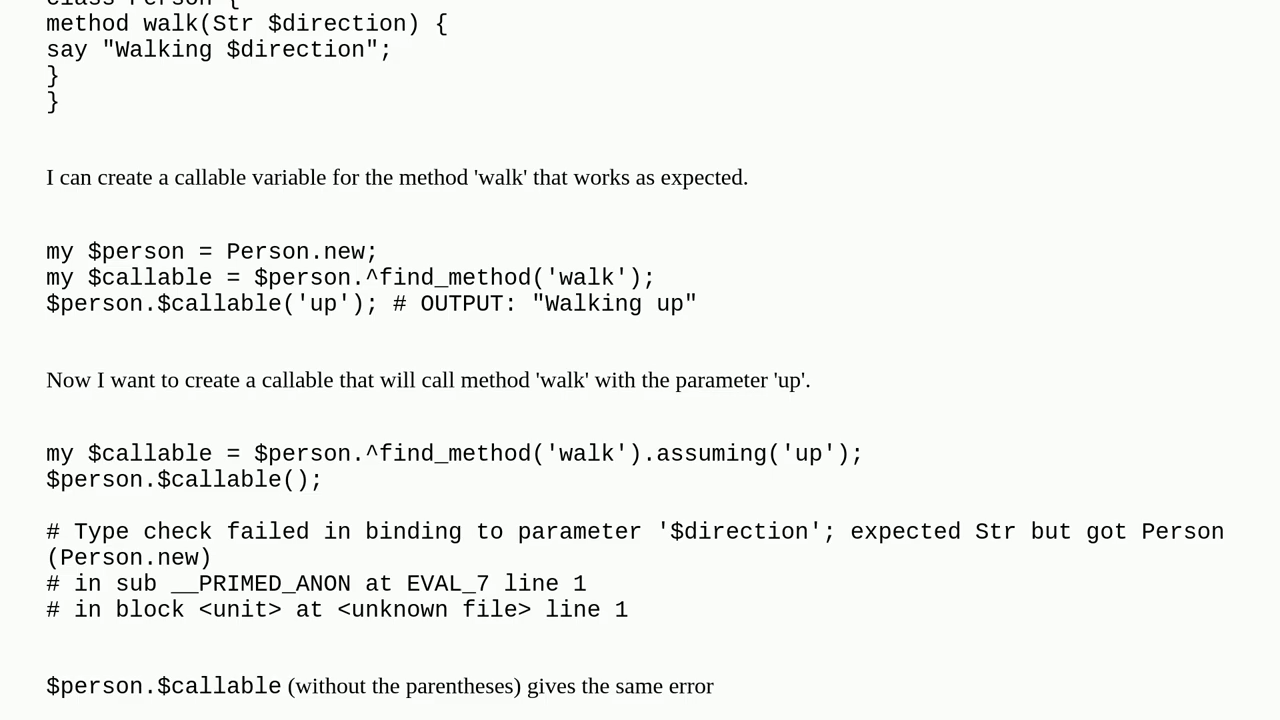 class Person {
method walk(Str $direction) {
say "Walking $direction";
}
}
I can create a callable variable for the method 'walk' that works as expected.
my $person = Person.new;
my $callable = $person.^find_method('walk');
$person.$callable('up'); # OUTPUT: "Walking up"
Now I want to create a callable that will call method 'walk' with the parameter 'up'.
my $callable = $person.^find_method('walk').assuming('up');
$person.$callable();
# Type check failed in binding to parameter '$direction'; expected Str but got Person
(Person.new)
# in sub __PRIMED_ANON at EVAL_7 line 1
# in block <unit> at <unknown file> line 1
$person.$callable (without the parentheses) gives the same error